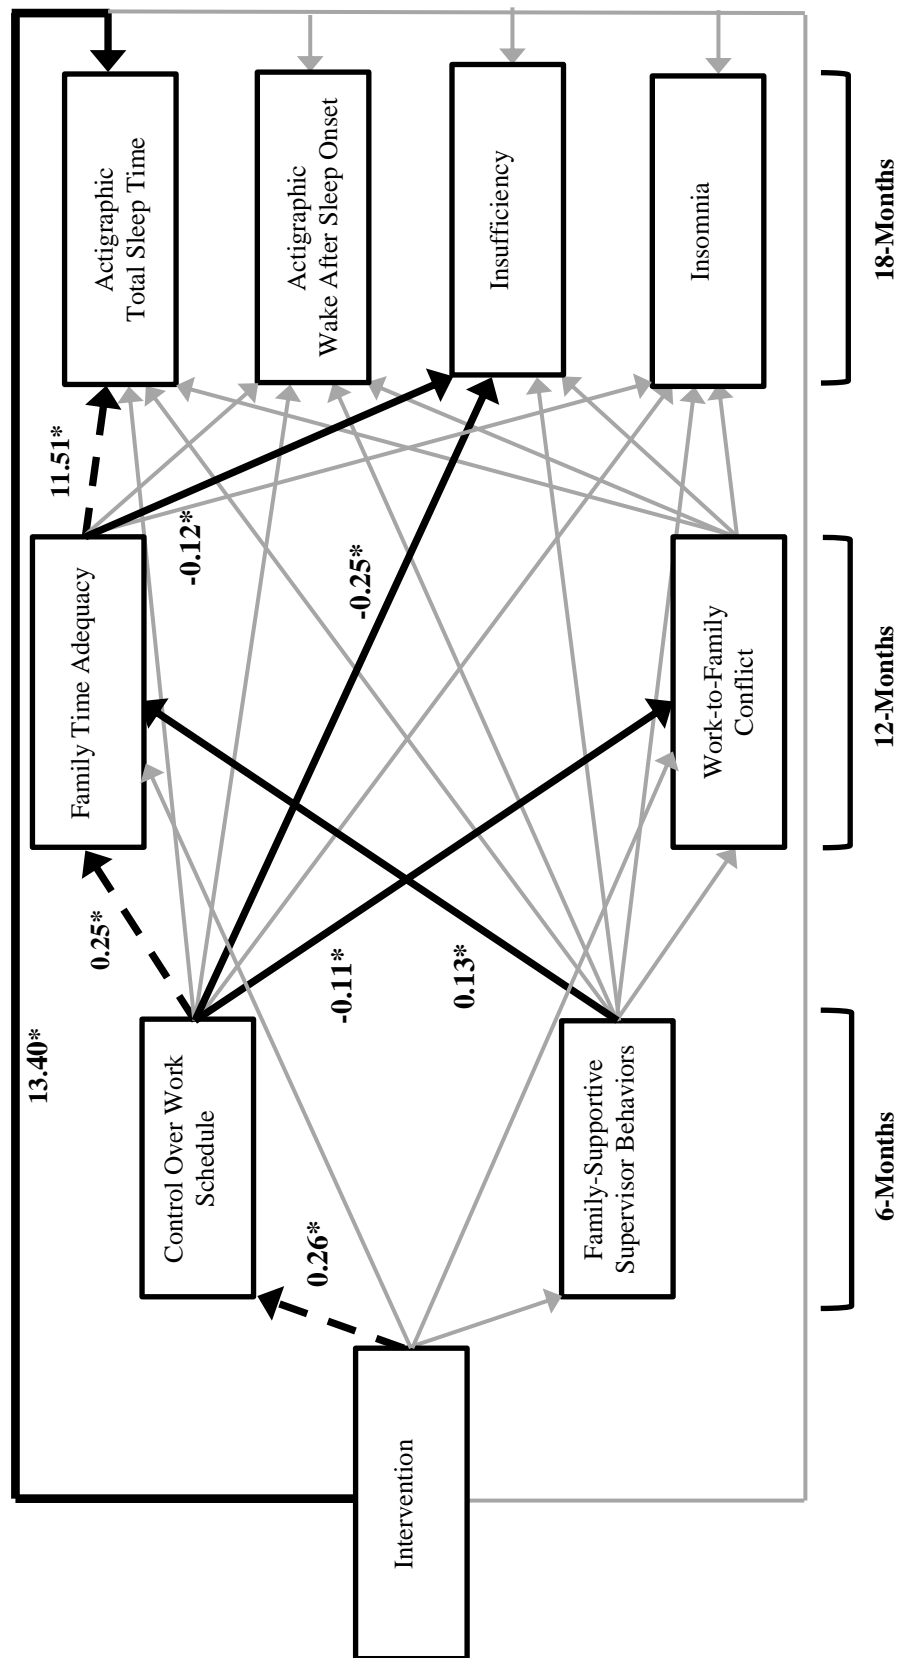 Intervention
13.40*
0.26*
Control Over Work
Schedule
Family-Supportive
Supervisor Behaviors
6-Months
0.25*
-0.11*
0.13*
Family Time Adequacy
Work-to-Family
Conflict
12-Months
11.51*
-0.12*
-0.25*
Actigraphic
Total Sleep Time
Actigraphic
Wake After Sleep Onset
Insufficiency
Insomnia
18-Months